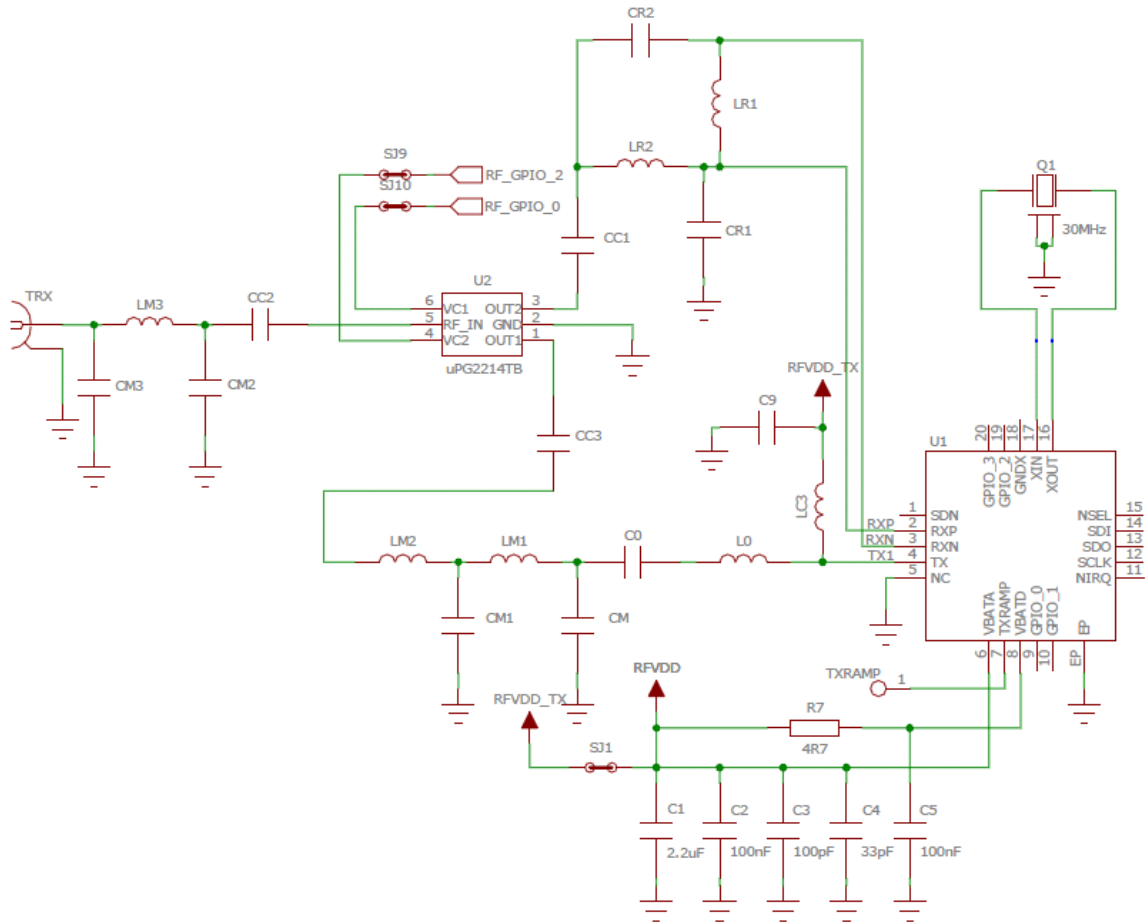 CR2
LR1
LR2
SJ9
RF_GPIO_2
SJ10
RF_GPIO_0
Q1
30MHz
CR1
CC1
U2
TRX
LM3
CC2
6 VC1 OUT2 3
5 RF_IN GND 2
4 VC2 OUT1 1
uPG2214TB
CM3
CM2
RFVDD_TX
C9
CC3
LC3
U1
20 19 18 17 16
GPIO_3 GPIO_2 GNDX XIN XOUT
1 SDN NSEL 15
RXP 2 RXP SDI 14
RXN 3 RXN SDO 13
TX1 4 TX SCLK 12
5 NC NIRQ 11
VBATA TXRAMP VBATD GPIO_0 GPIO_1 EP
6 7 8 9 10 EP
LM2
LM1
C0
L0
CM1
CM
RFVDD
TXRAMP 1
RFVDD_TX
R7
4R7
SJ1
C1
2.2uF
C2
100nF
C3
100pF
C4
33pF
C5
100nF